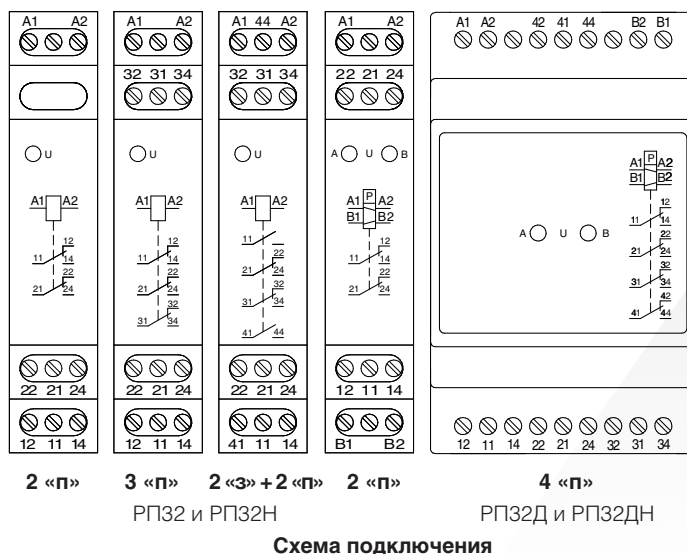 A1 A2
A1 A2
A1 44 A2
A1 A2
A1 A2 42 41 44 B2 B1
32 31 34
32 31 34
22 21 24
U
U
U
A U B
A U B
A1 A2
A1 A2
A1 A2
P
A1 A2
B1 B2
P
A1 A2
B1 B2
11 12 14
21 22 24
11 12 14
21 22 24
31 32 34
11
21 22 24
31 32 34
41 44
11 12 14
21 22 24
11 12 14
21 22 24
31 32 34
41 42 44
22 21 24
22 21 24
22 21 24
12 11 14
12 11 14
12 11 14
41 11 14
B1 B2
12 11 14 22 21 24 32 31 34
2 «п» 3 «п» 2 «з» + 2 «п» 2 «п» 4 «п»
РП32 и РП32Н РП32Д и РП32ДН
Схема подключения